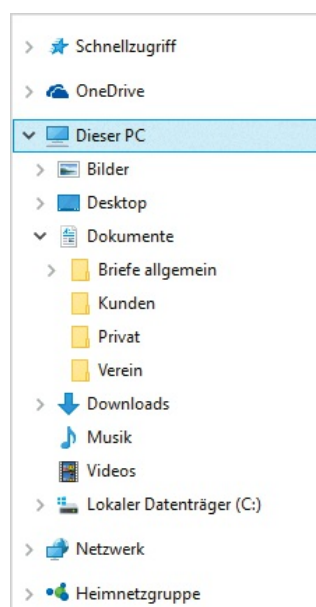 Schnellzugriff
OneDrive
Dieser PC
Bilder
Desktop
Dokumente
Briefe allgemein
Kunden
Privat
Verein
Downloads
Musik
Videos
Lokaler Datenträger (C:)
Netzwerk
Heimnetzgruppe